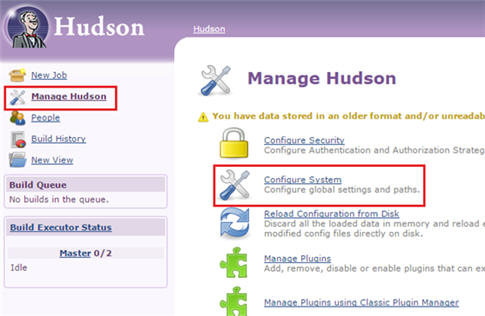 Hudson
Hudson
New Job
Manage Hudson
People
Build History
New View
Build Queue
No builds in the queue.
Build Executor Status
Master 0/2
Idle
Manage Hudson
You have data stored in an older format and/or unreadab
Configure Security
Configure Authentication and Authorization Strateg
Configure System
Configure global settings and paths.
Reload Configuration from Disk
Discard all the loaded data in memory and reload e
modified config files directly on disk.
Manage Plugins
Add, remove, disable or enable plugins that can ex
Manage Plugins using Classic Plugin Manager